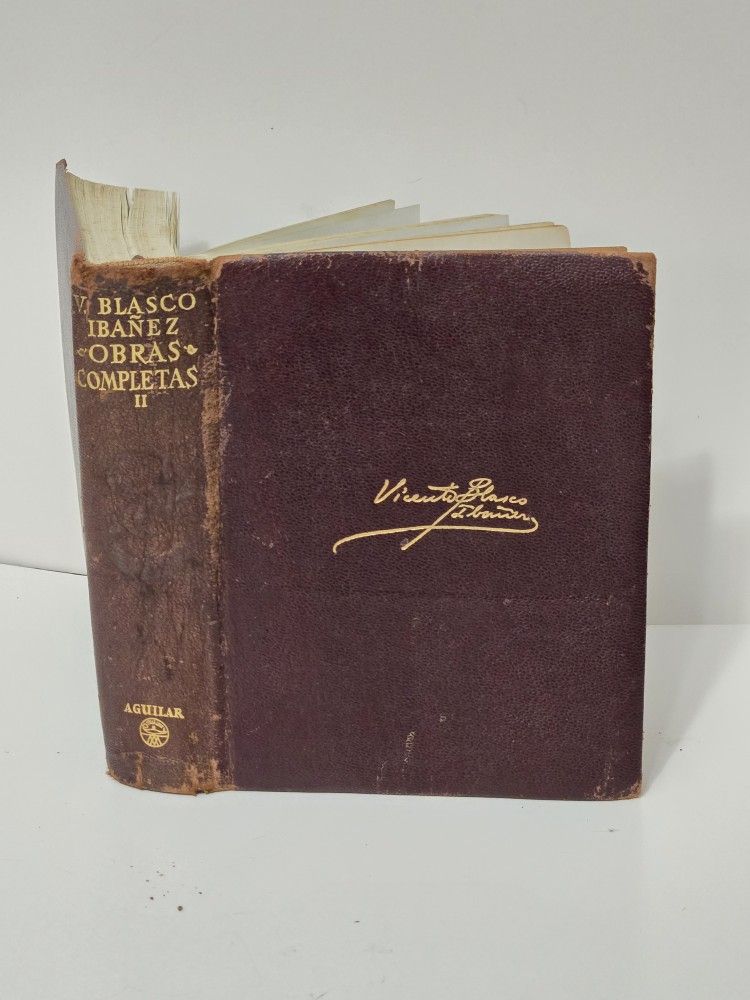 V. BLASCO
IBAÑEZ
OBRAS
COMPLETAS
II
AGUILAR
Vicente Blasco
Ibañez